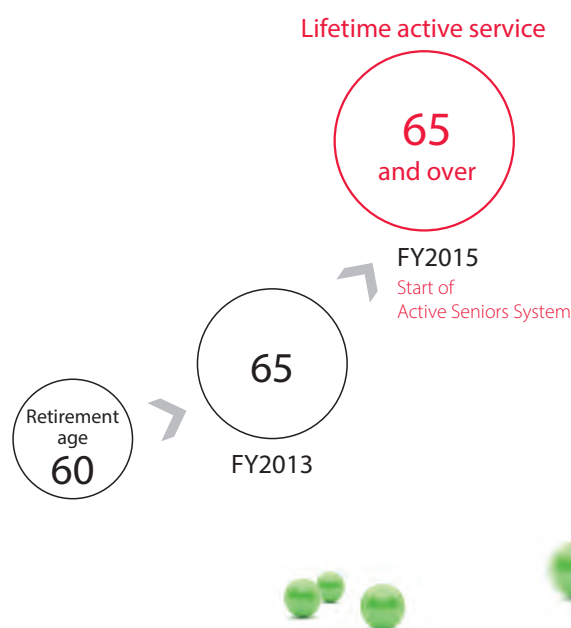 Lifetime active service
65
and over
FY2015
Start of
Active Seniors System
65
FY2013
Retirement
age
60